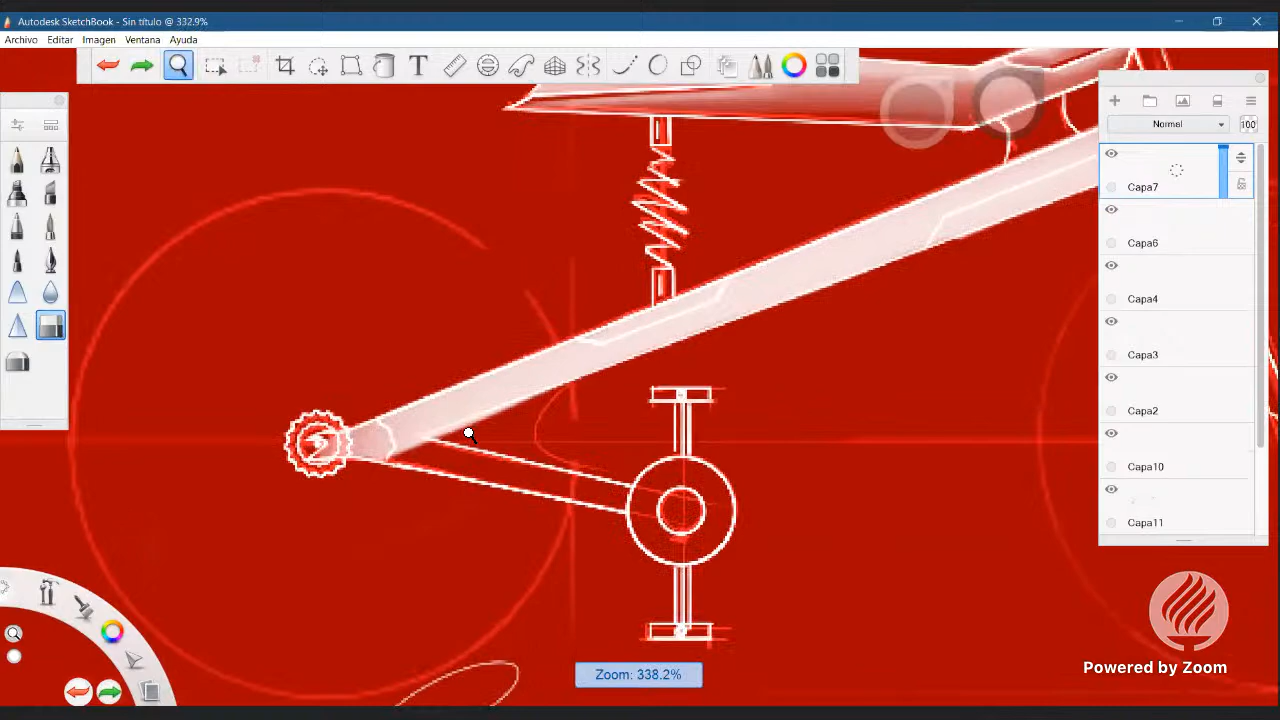 Autodesk SketchBook - Sin título @ 332.9%
Archivo Editar Imagen Ventana Ayuda
T
Normal
100
Capa7
Capa6
Capa4
Capa3
Capa2
Capa10
Capa11
Powered by Zoom
Zoom: 338.2%